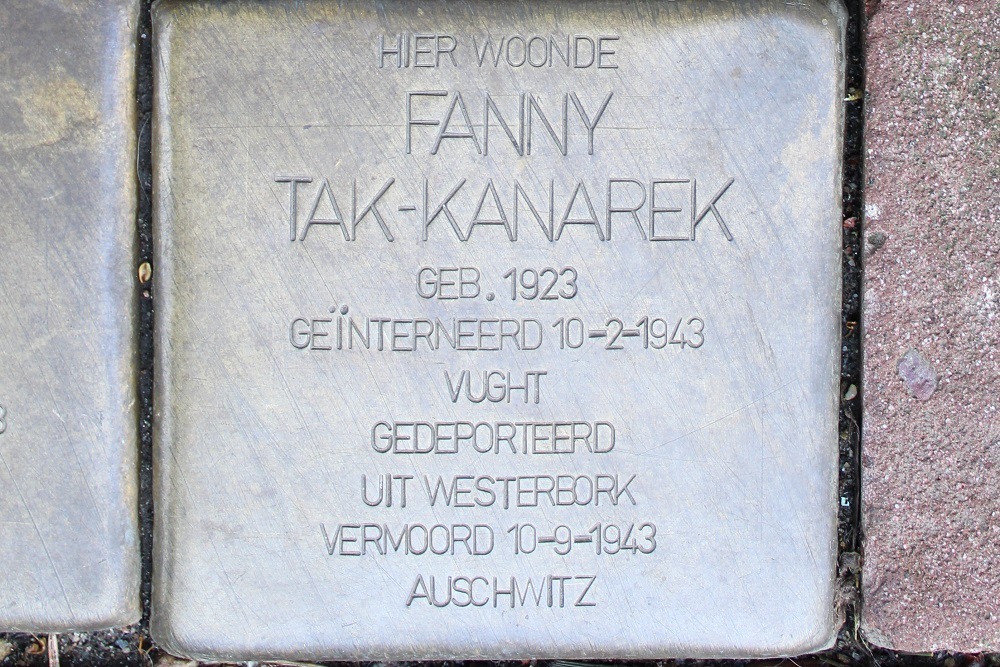 HIER WOONDE
FANNY
TAK-KANAREK
GEB. 1923
GEÏNTERNEERD 10-2-1943
VUGHT
GEDEPORTEERD
UIT WESTERBORK
VERMOORD 10-9-1943
AUSCHWITZ